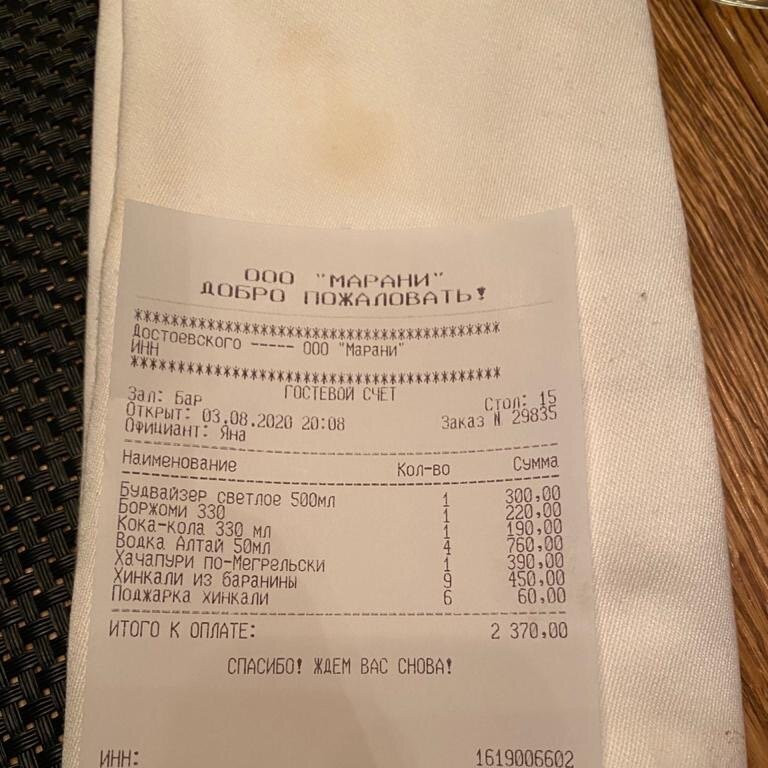 ООО "МАРАНИ"
ДОБРО ПОЖАЛОВАТЬ!
****************************************
Достоевского ----- ООО "Марани"
ИНН
****************************************
ГОСТЕВОЙ СЧЕТ
Зал: Бар Стол: 15
Открыт: 03.08.2020 20:08 Заказ N 29835
Официант: Яна
Наименование Кол-во Сумма
Будвайзер светлое 500мл 1 300,00
Боржоми 330 1 220,00
Кока-кола 330 мл 1 190,00
Водка Алтай 50мл 4 760,00
Хачапури по-Мегрельски 1 390,00
Хинкали из баранины 9 450,00
Поджарка хинкали 6 60,00
ИТОГО К ОПЛАТЕ: 2 370,00
СПАСИБО! ЖДЕМ ВАС СНОВА!
ИНН: 1619006602